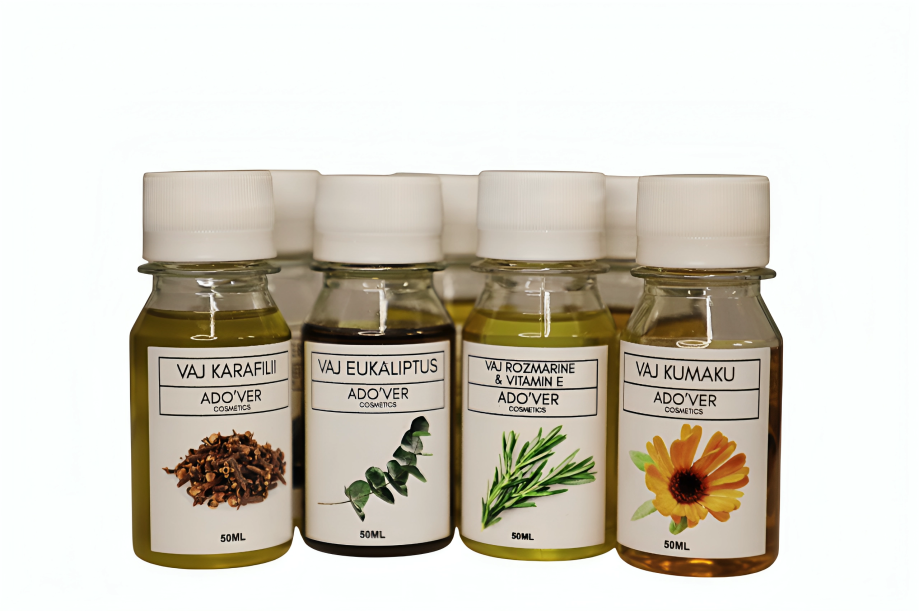 VAJ KARAFILII
ADO'VER
COSMETICS
50ML
VAJ EUKALIPTUS
ADO'VER
COSMETICS
50ML
VAJ ROZMARINE
& VITAMIN E
ADO'VER
COSMETICS
50ML
VAJ KUMAKU
ADO'VER
COSMETICS
50ML